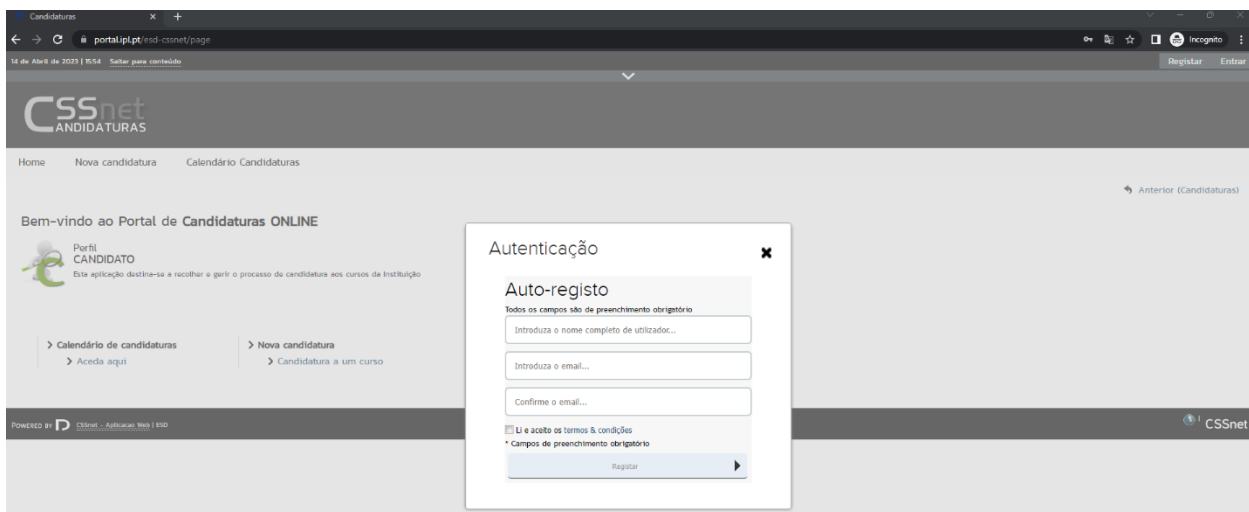 Candidaturas
portal.ipl.pt/esd-cssnet/page
Incognito
14 de Abril de 2023 | 15:54 Saltar para conteúdo
Registar Entrar
CSSnet
CANDIDATURAS
Home Nova candidatura Calendário Candidaturas
Anterior (Candidaturas)
Bem-vindo ao Portal de Candidaturas ONLINE
Perfil
CANDIDATO
Esta aplicação destina-se a recolher e gerir o processo de candidatura aos cursos da Instituição
Calendário de candidaturas
Aceda aqui
Nova candidatura
Candidatura a um curso
Autenticação
Auto-registo
Todos os campos são de preenchimento obrigatório
Introduza o nome completo de utilizador...
Introduza o email...
Confirme o email...
Li e aceito os termos & condições
* Campos de preenchimento obrigatório
Registar
POWERED BY CSSnet - Aplicacao Web | ESD
CSSnet